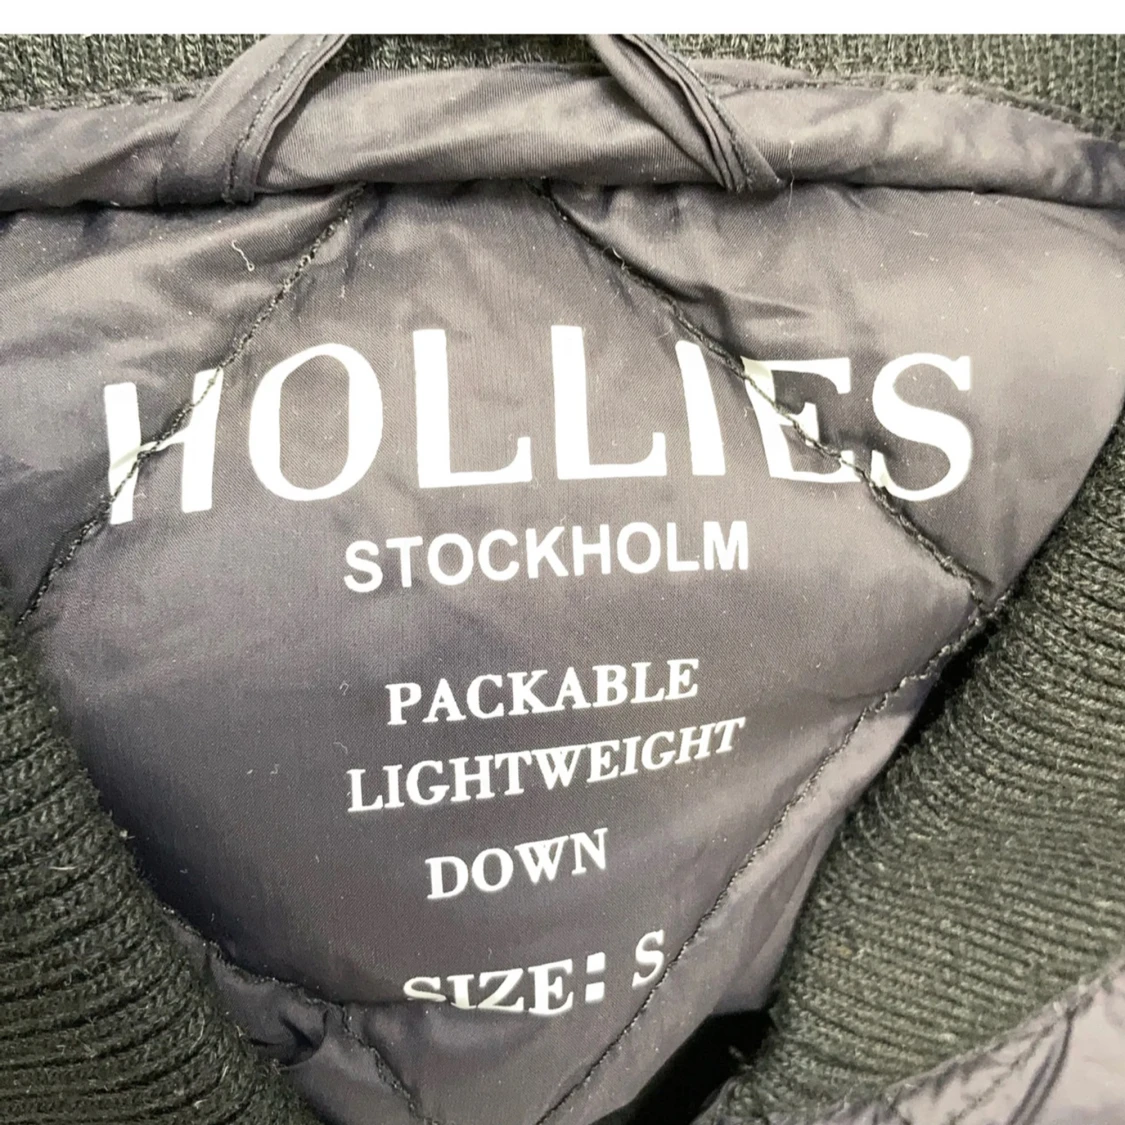 HOLLIES
STOCKHOLM
PACKABLE
LIGHTWEIGHT
DOWN
SIZE: S